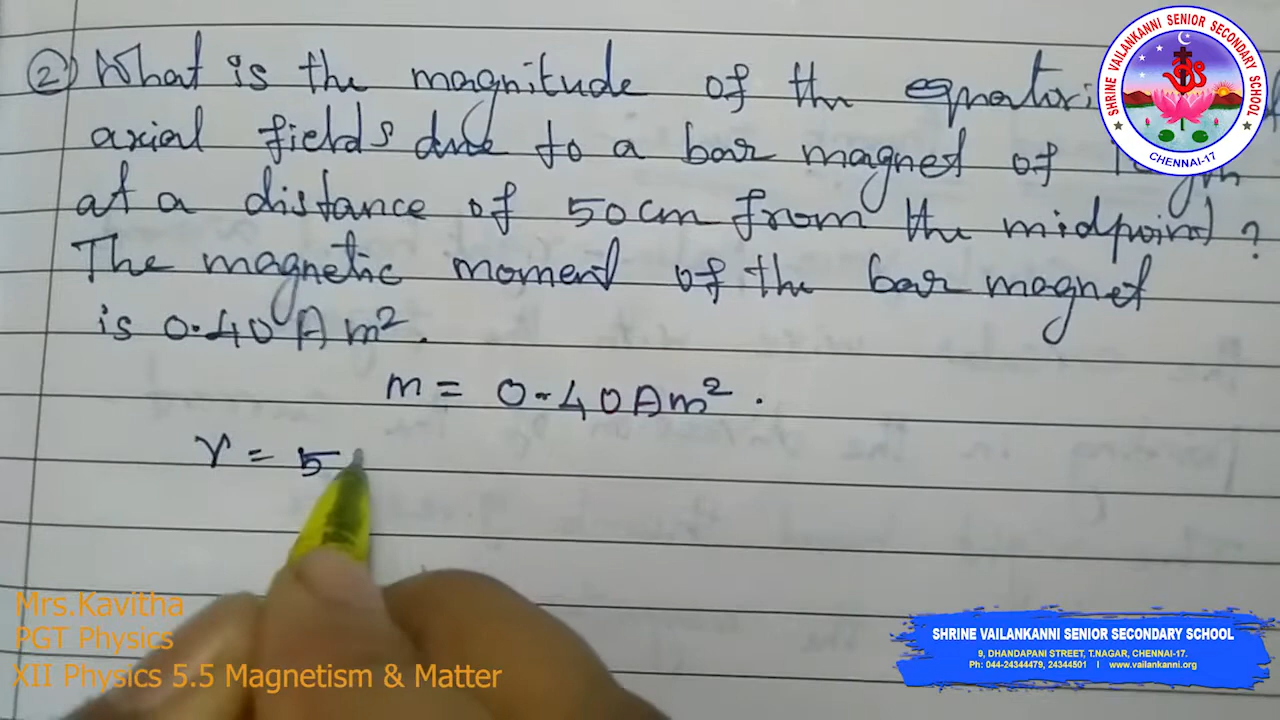 ② What is the magnitude of the
axial fields due to a bar magnet of
at a distance of 50 cm from the midpoint ?
The magnetic moment of the bar magnet
is 0.40 A m².
m = 0.40 Am².
r = 5
SHRINE VAILANKANNI SENIOR SECONDARY SCHOOL
CHENNAI-17
Mrs.Kavitha
PGT Physics
XII Physics 5.5 Magnetism & Matter
SHRINE VAILANKANNI SENIOR SECONDARY SCHOOL
9, DHANDAPANI STREET, T.NAGAR, CHENNAI-17.
Ph: 044-24344479, 24344501 | www.vailankanni.org